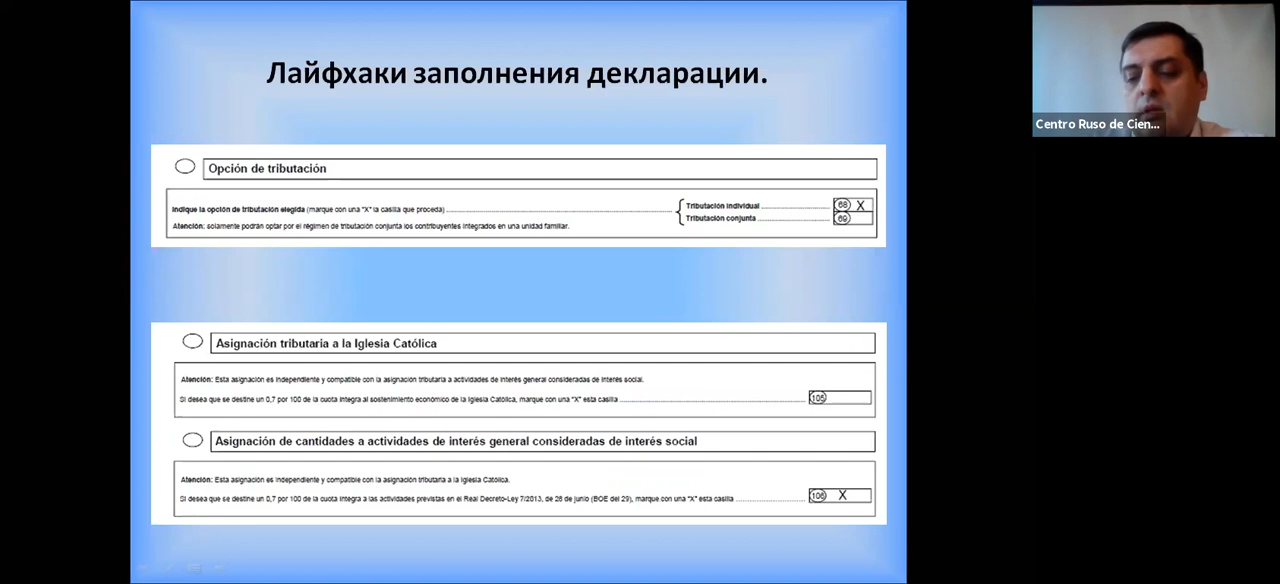 Лайфхаки заполнения декларации.
Centro Ruso de Cien...
Opción de tributación
Indique la opción de tributación elegida (marque con una "X" la casilla que proceda)
Tributación individual
68 X
Tributación conjunta
69
Atención: solamente podrán optar por el régimen de tributación conjunta los contribuyentes integrados en una unidad familiar.
Asignación tributaria a la Iglesia Católica
Atención: Esta asignación es independiente y compatible con la asignación tributaria a actividades de interés general consideradas de interés social.
Si desea que se destine un 0,7 por 100 de la cuota íntegra al sostenimiento económico de la Iglesia Católica, marque con una "X" esta casilla
105
Asignación de cantidades a actividades de interés general consideradas de interés social
Atención: Esta asignación es independiente y compatible con la asignación tributaria a la Iglesia Católica.
Si desea que se destine un 0,7 por 100 de la cuota íntegra a las actividades previstas en el Real Decreto-Ley 7/2013, de 28 de junio (BOE del 29), marque con una "X" esta casilla
106 X